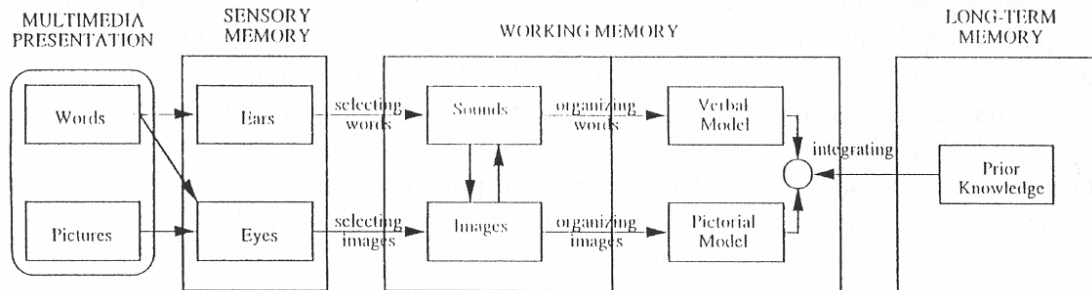 MULTIMEDIA
PRESENTATION
SENSORY
MEMORY
WORKING MEMORY
LONG-TERM
MEMORY
Words
Ears
selecting
words
Sounds
organizing
words
Verbal
Model
integrating
Prior
Knowledge
Pictures
Eyes
selecting
images
Images
organizing
images
Pictorial
Model